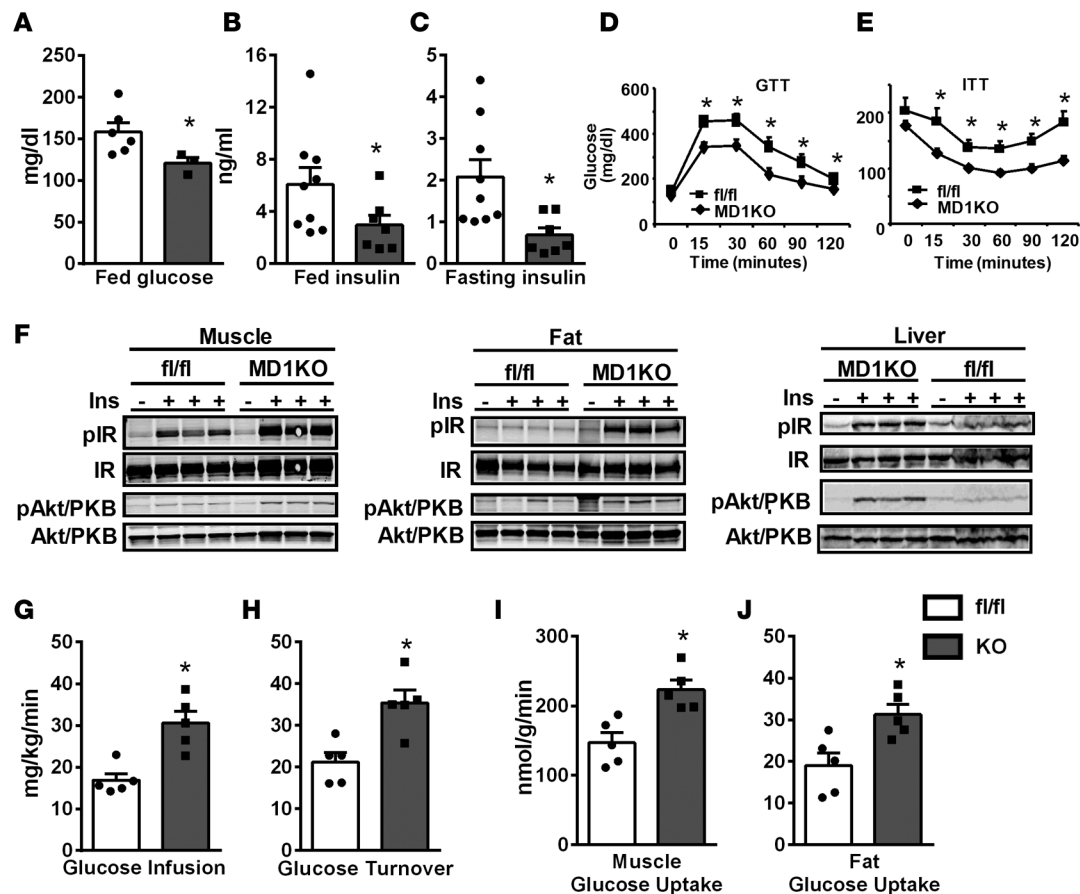 A
250
200
150
100
50
0
mg/dl
*
Fed glucose
B
16
12
8
4
0
ng/ml
*
Fed insulin
C
5
4
3
2
1
0
*
Fasting insulin
D
GTT
600
400
200
0
Glucose
(mg/dl)
* * * * *
fl/fl
MD1KO
0 15 30 60 90 120
Time (minutes)
E
ITT
200
100
0
* * * * *
fl/fl
MD1KO
0 15 30 60 90 120
Time (minutes)
F
Muscle
fl/fl MD1KO
Ins - + + + - + + +
pIR
IR
pAkt/PKB
Akt/PKB
Fat
fl/fl MD1KO
Ins - + + + - + + +
pIR
IR
pAkt/PKB
Akt/PKB
Liver
MD1KO fl/fl
Ins - + + + - + + +
pIR
IR
pAkt/PKB
Akt/PKB
G
50
40
30
20
10
0
mg/kg/min
*
Glucose Infusion
H
50
40
30
20
10
0
*
Glucose Turnover
I
300
200
100
0
nmol/g/min
*
Muscle
Glucose Uptake
J
50
40
30
20
10
0
*
Fat
Glucose Uptake
fl/fl
KO